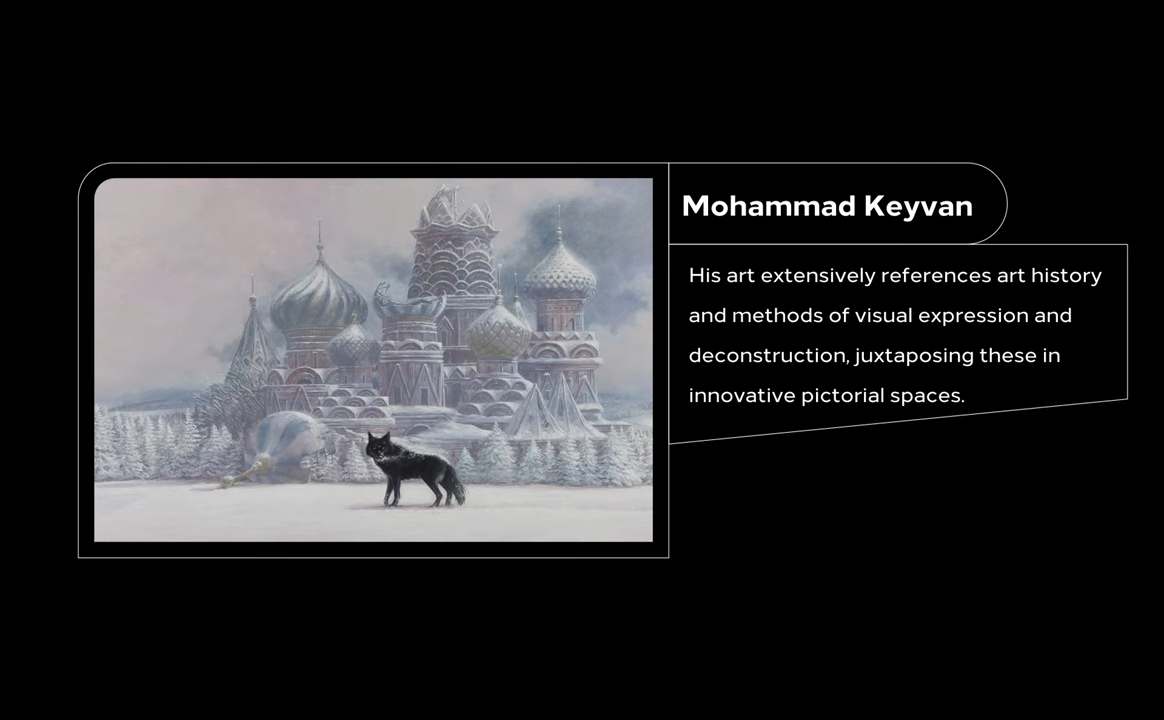 Mohammad Keyvan
His art extensively references art history
and methods of visual expression and
deconstruction, juxtaposing these in
innovative pictorial spaces.